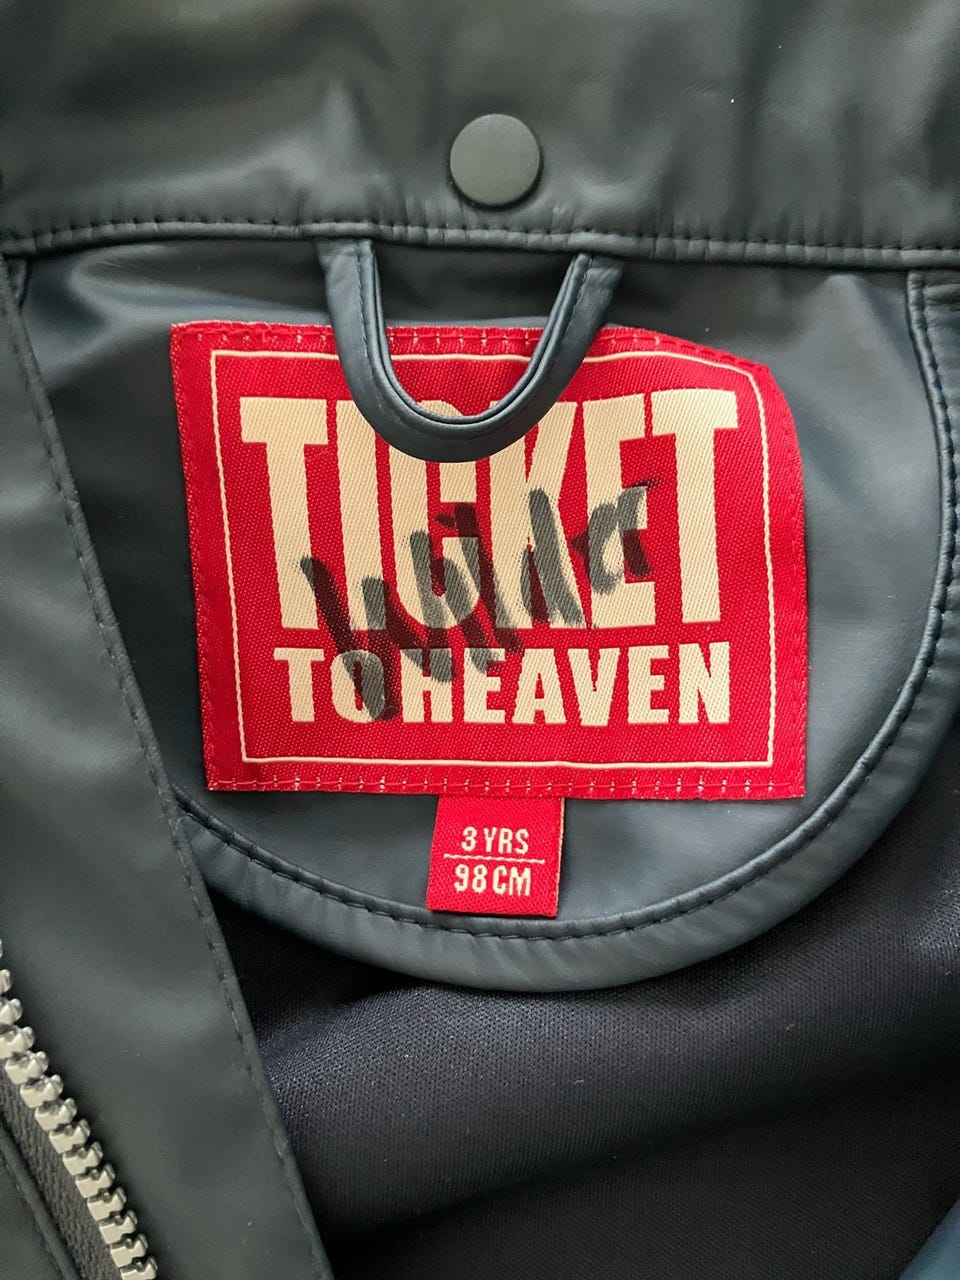 TICKET
TO HEAVEN
3 YRS
98 CM